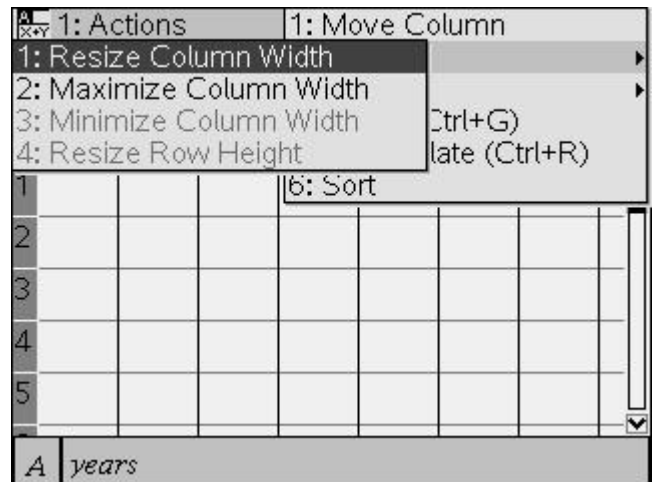 1: Actions
1: Move Column
1: Resize Column Width
2: Maximize Column Width
3: Minimize Column Width
Ctrl+G)
4: Resize Row Height
late (Ctrl+R)
6: Sort
1
2
3
4
5
A years